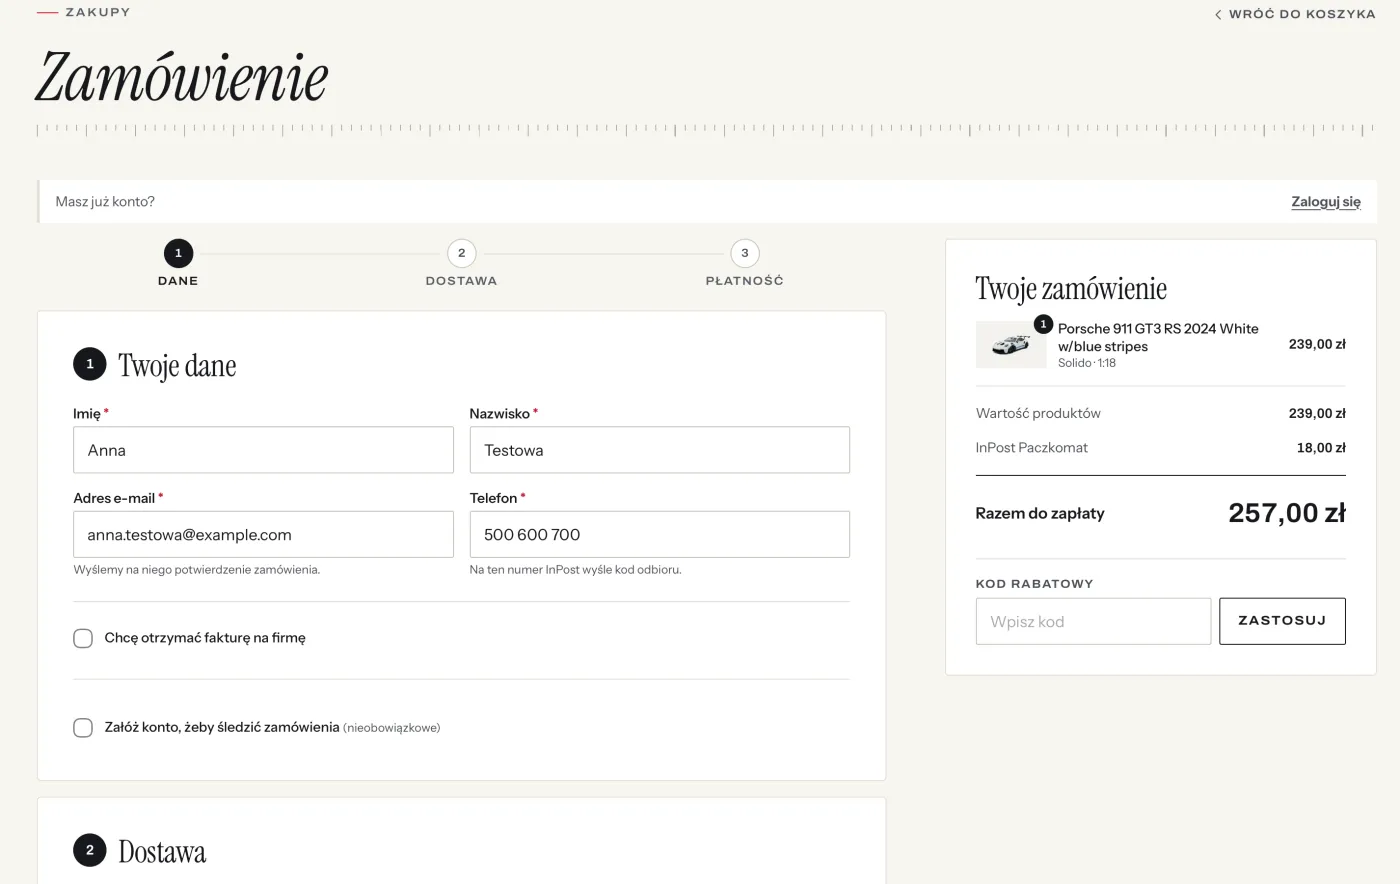 ZAKUPY
WRÓĆ DO KOSZYKA
Zamówienie
Masz już konto?
Zaloguj się
1
2
3
DANE
DOSTAWA
PŁATNOŚĆ
1
Twoje dane
Imię *
Nazwisko *
Anna
Testowa
Adres e-mail *
Telefon *
anna.testowa@example.com
500 600 700
Wyślemy na niego potwierdzenie zamówienia.
Na ten numer InPost wyśle kod odbioru.
Chcę otrzymać fakturę na firmę
Załóż konto, żeby śledzić zamówienia (nieobowiązkowe)
2
Dostawa
Twoje zamówienie
1
Porsche 911 GT3 RS 2024 White
w/blue stripes
Solido · 1:18
239,00 zł
Wartość produktów
239,00 zł
InPost Paczkomat
18,00 zł
Razem do zapłaty
257,00 zł
KOD RABATOWY
Wpisz kod
ZASTOSUJ